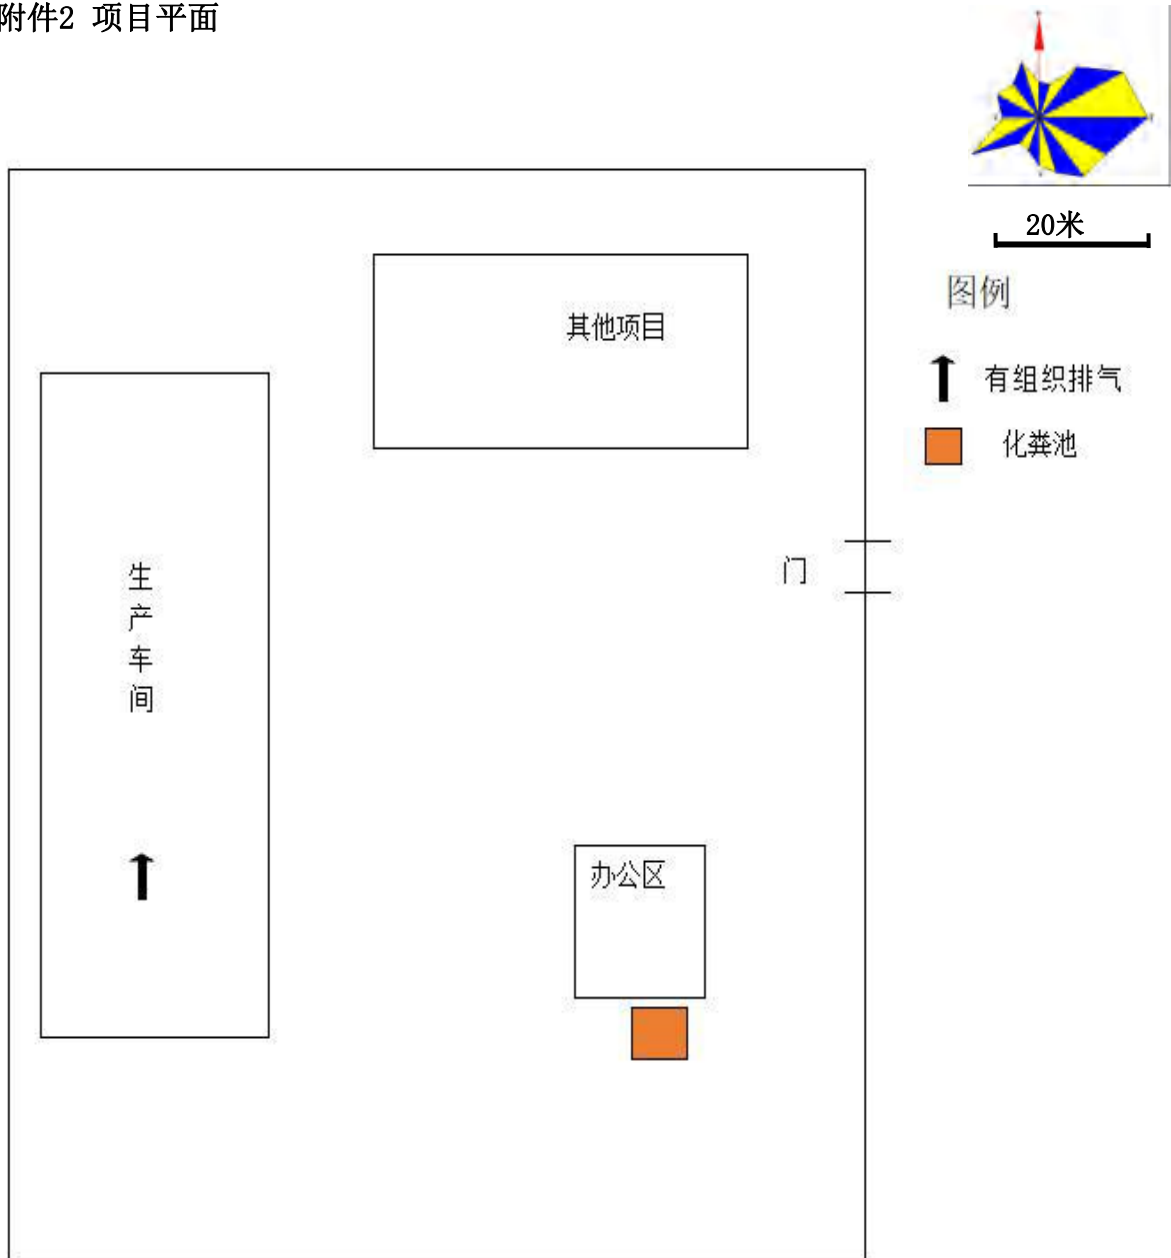 附件2 项目平面
20米
图例
其他项目
有组织排气
化粪池
门
生
产
车
间
办公区